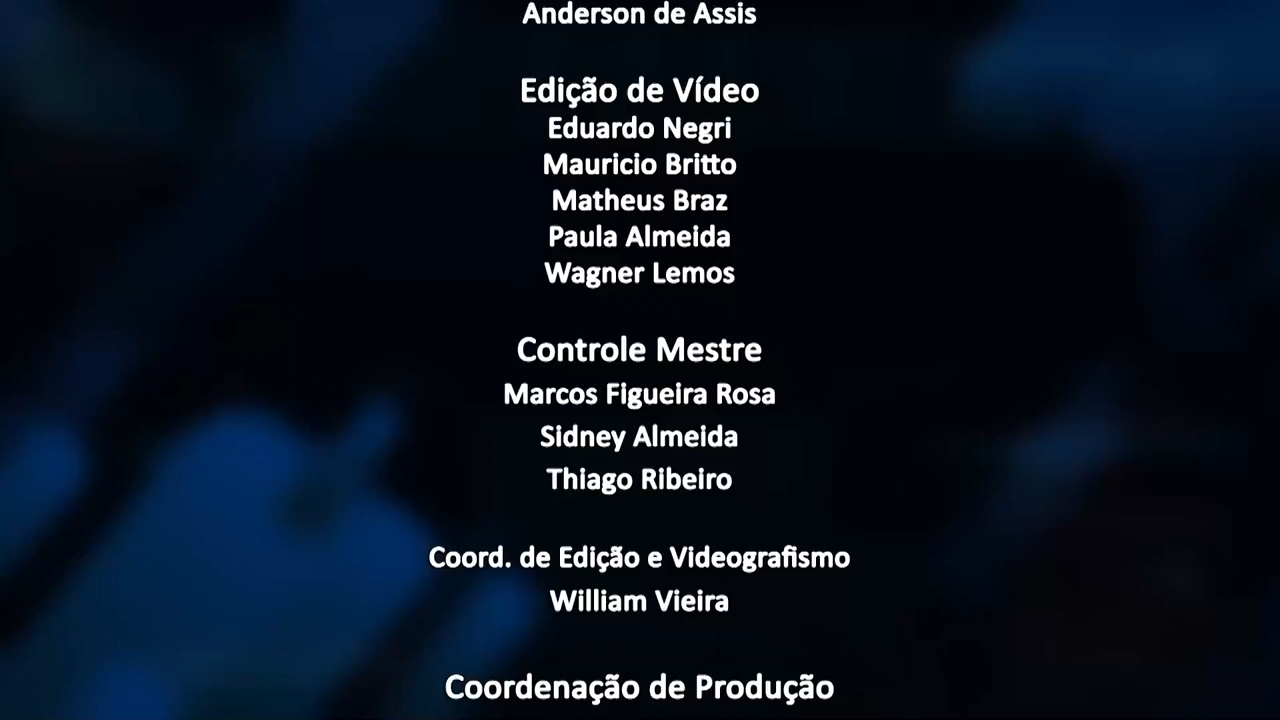 Anderson de Assis
Edição de Vídeo
Eduardo Negri
Mauricio Britto
Matheus Braz
Paula Almeida
Wagner Lemos
Controle Mestre
Marcos Figueira Rosa
Sidney Almeida
Thiago Ribeiro
Coord. de Edição e Videografismo
William Vieira
Coordenação de Produção